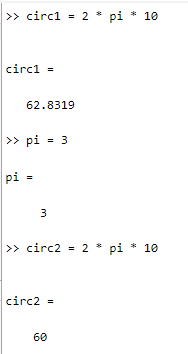 >> circ1 = 2 * pi * 10
circ1 =
62.8319
>> pi = 3
pi =
3
>> circ2 = 2 * pi * 10
circ2 =
60